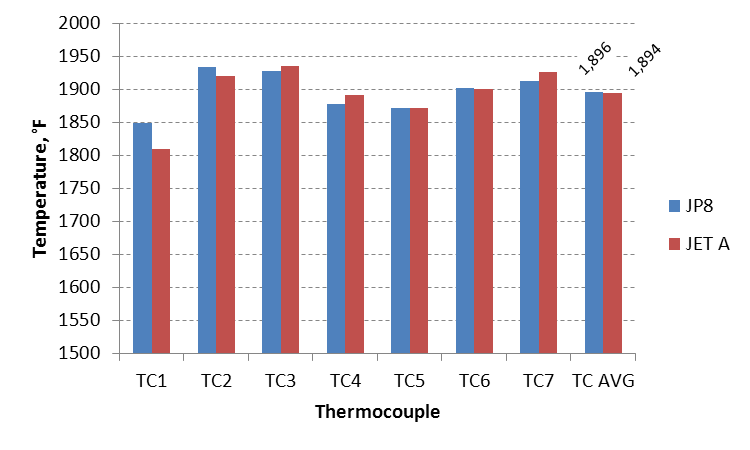 2000
1950
1900
1850
1800
1750
1700
1650
1600
1550
1500
Temperature, °F
1,896
1,894
TC1 TC2 TC3 TC4 TC5 TC6 TC7 TC AVG
Thermocouple
JP8
JET A